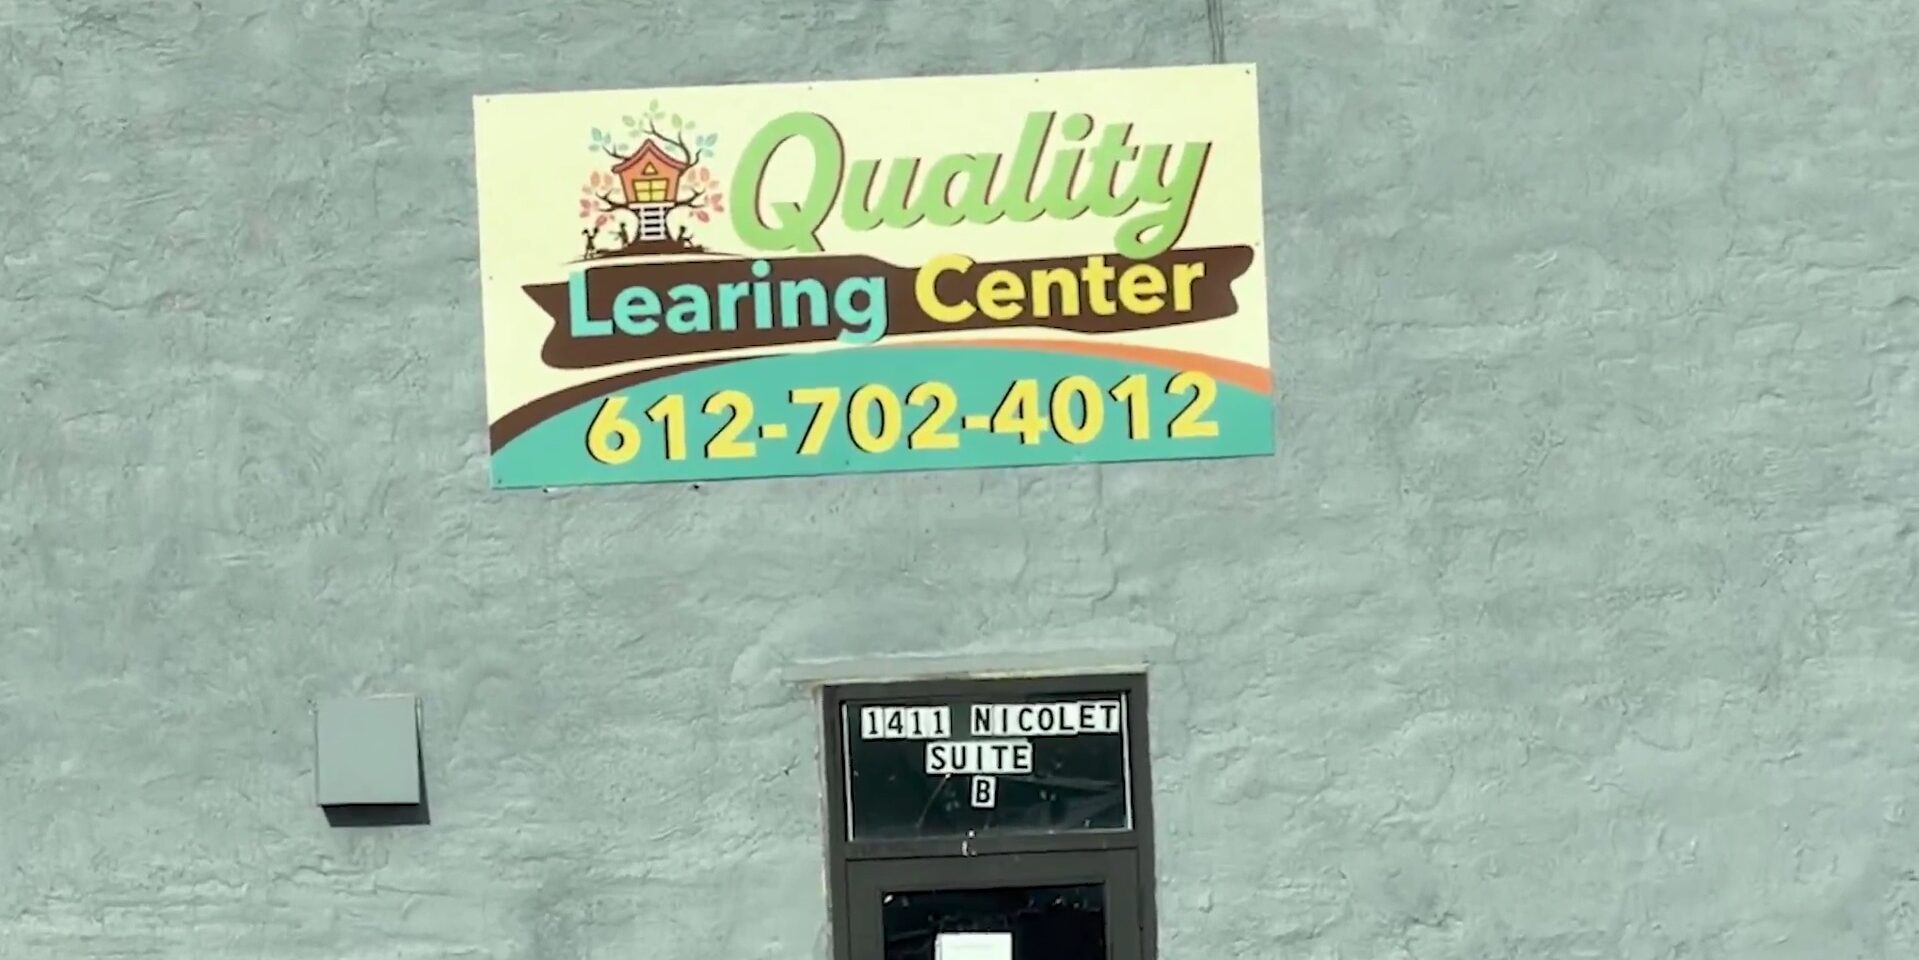 Quality
Learing Center
612-702-4012
1411 NICOLET
SUITE
B